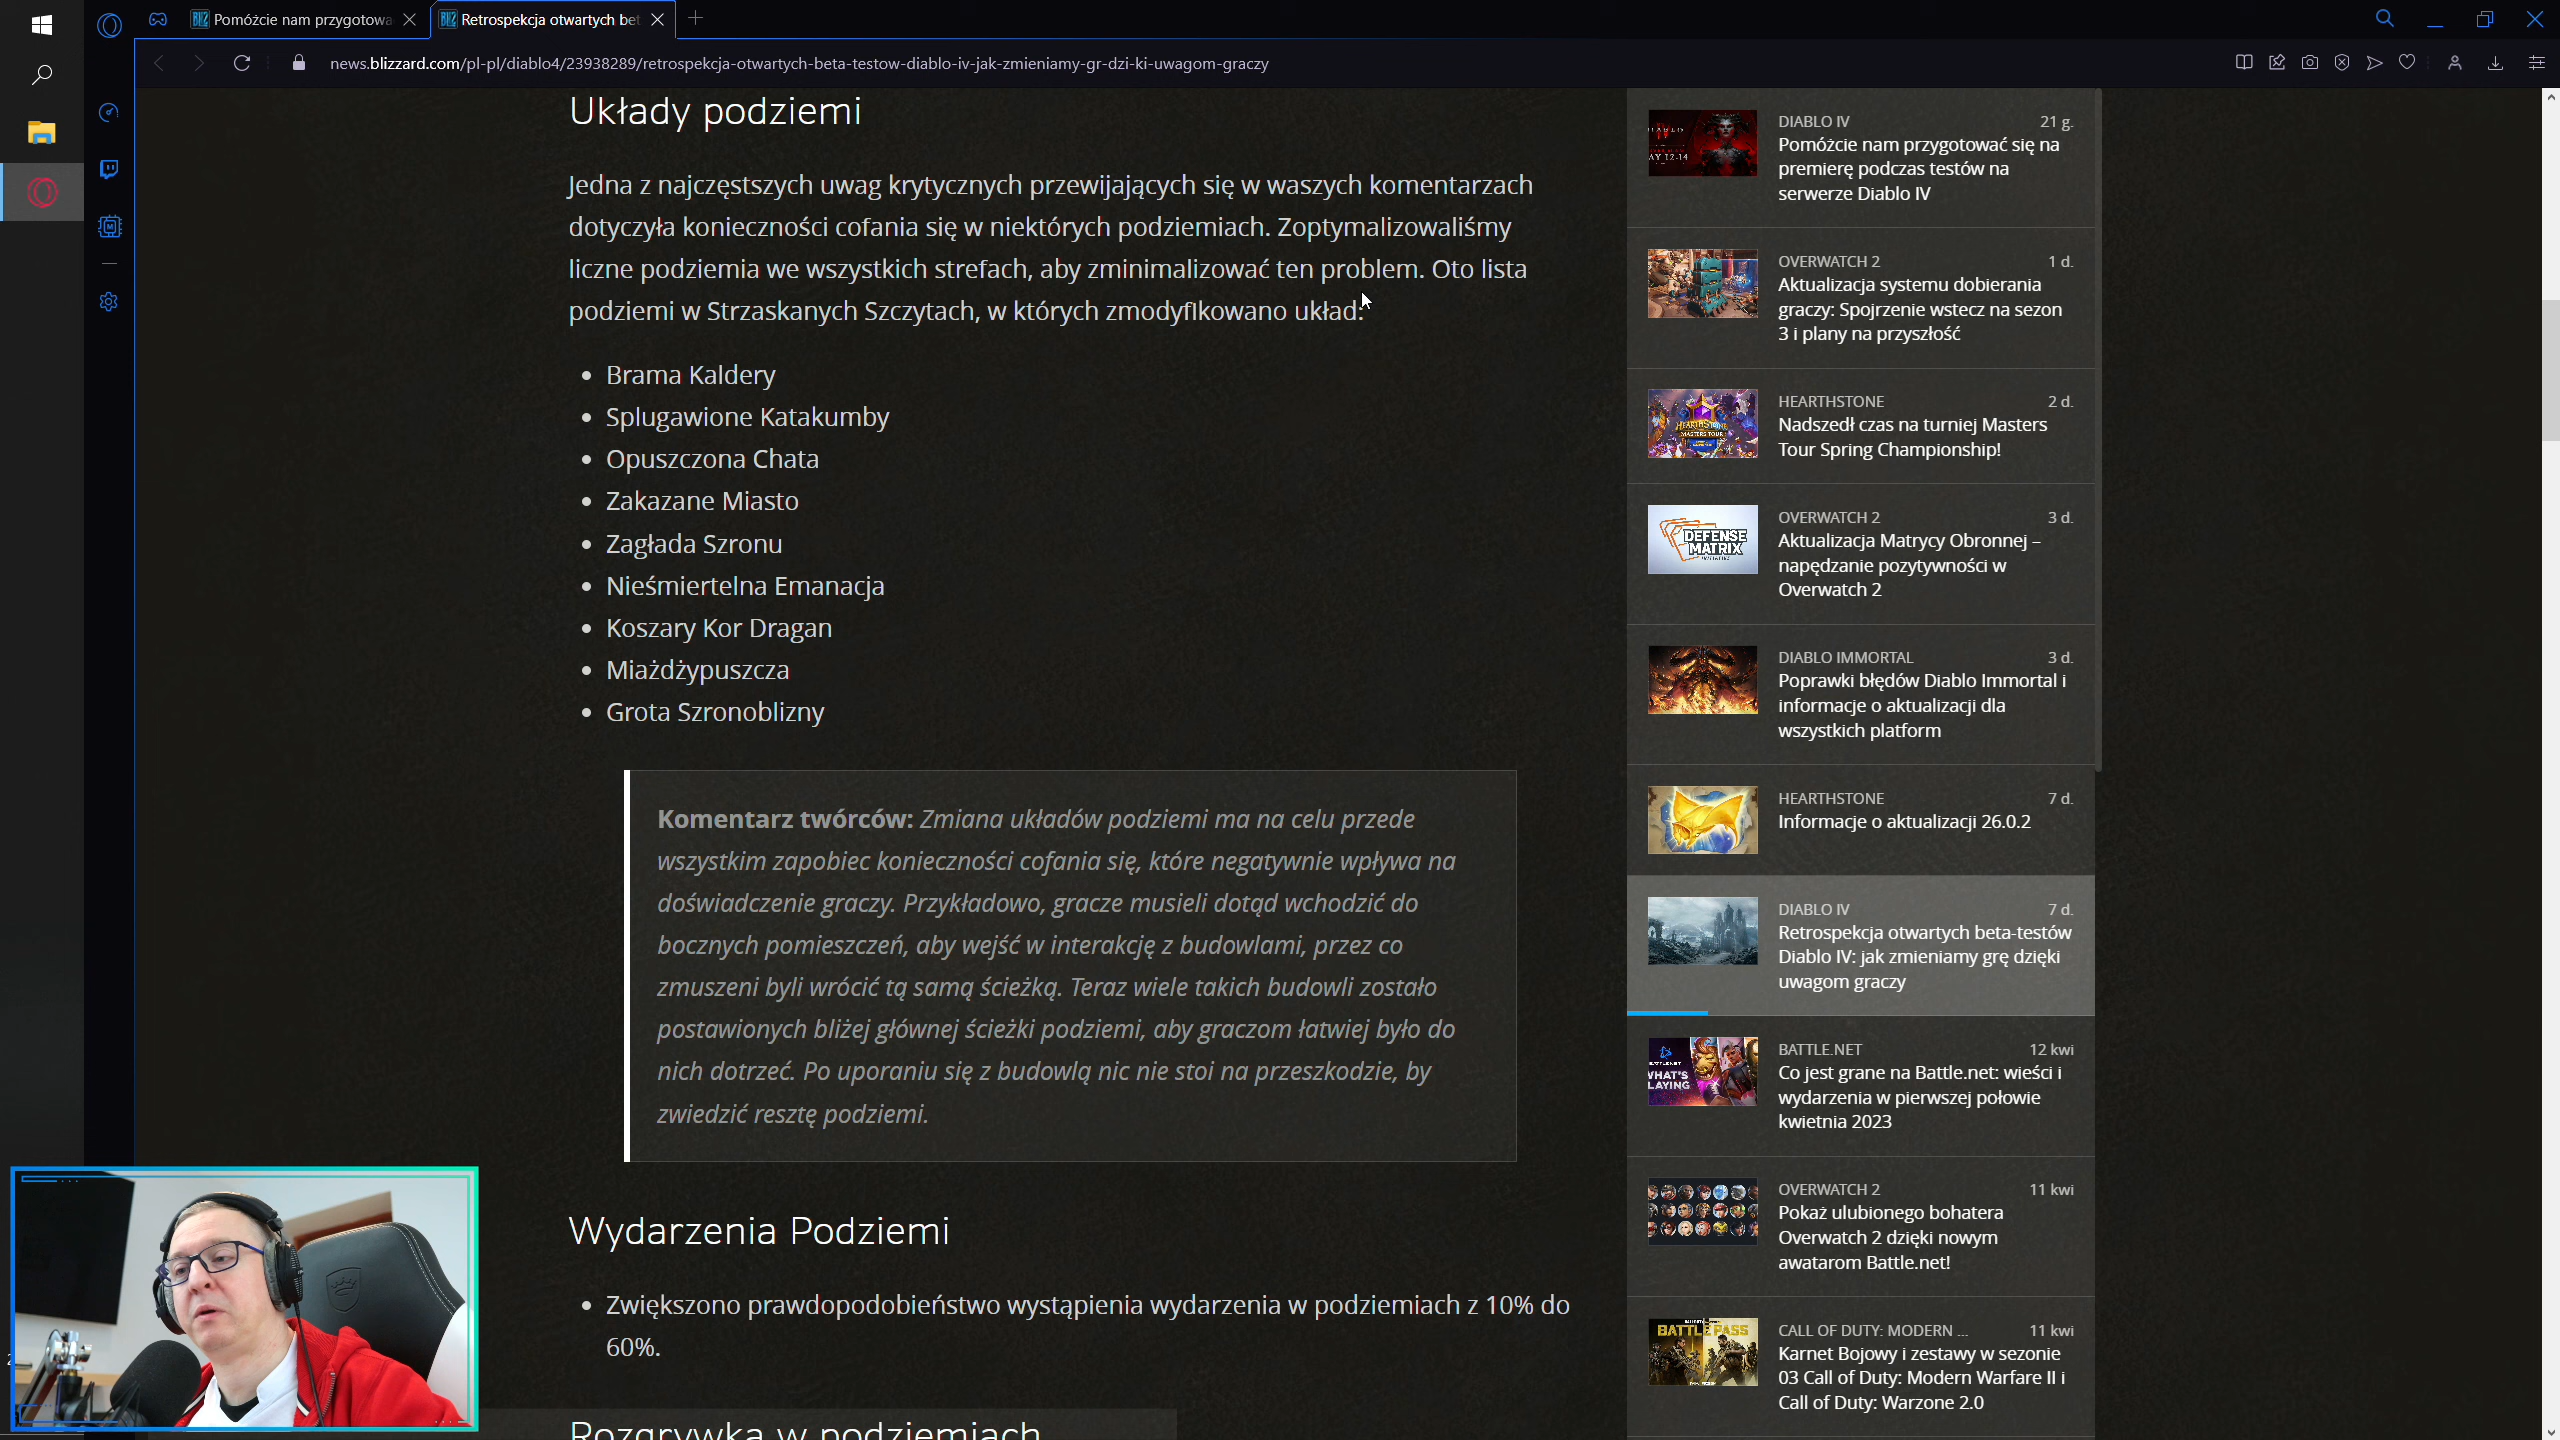 Pomóżcie nam przygotowa
Retrospekcja otwartych bet
news.blizzard.com/pl-pl/diablo4/23938289/retrospekcja-otwartych-beta-testow-diablo-iv-jak-zmieniamy-gr-dzi-ki-uwagom-graczy
Układy podziemi
Jedna z najczęstszych uwag krytycznych przewijających się w waszych komentarzach
dotyczyła konieczności cofania się w niektórych podziemiach. Zoptymalizowaliśmy
liczne podziemia we wszystkich strefach, aby zminimalizować ten problem. Oto lista
podziemi w Strzaskanych Szczytach, w których zmodyfikowano układ:
• Brama Kaldery
• Splugawione Katakumby
• Opuszczona Chata
• Zakazane Miasto
• Zagłada Szronu
• Nieśmiertelna Emanacja
• Koszary Kor Dragan
• Miażdżypuszcza
• Grota Szronoblizny
Komentarz twórców: Zmiana układów podziemi ma na celu przede
wszystkim zapobiec konieczności cofania się, które negatywnie wpływa na
doświadczenie graczy. Przykładowo, gracze musieli dotąd wchodzić do
bocznych pomieszczeń, aby wejść w interakcję z budowlami, przez co
zmuszeni byli wrócić tą samą ścieżką. Teraz wiele takich budowli zostało
postawionych bliżej głównej ścieżki podziemi, aby graczom łatwiej było do
nich dotrzeć. Po uporaniu się z budowlą nic nie stoi na przeszkodzie, by
zwiedzić resztę podziemi.
Wydarzenia Podziemi
• Zwiększono prawdopodobieństwo wystąpienia wydarzenia w podziemiach z 10% do
60%.
Rozgrywka w podziemiach
DIABLO IV 21 g.
Pomóżcie nam przygotować się na
premierę podczas testów na
serwerze Diablo IV
OVERWATCH 2 1 d.
Aktualizacja systemu dobierania
graczy: Spojrzenie wstecz na sezon
3 i plany na przyszłość
HEARTHSTONE 2 d.
Nadszedł czas na turniej Masters
Tour Spring Championship!
HEARTHSTONE
MASTERS TOUR
OVERWATCH 2 3 d.
Aktualizacja Matrycy Obronnej –
napędzanie pozytywności w
Overwatch 2
DEFENSE
MATRIX
DIABLO IMMORTAL 3 d.
Poprawki błędów Diablo Immortal i
informacje o aktualizacji dla
wszystkich platform
HEARTHSTONE 7 d.
Informacje o aktualizacji 26.0.2
DIABLO IV 7 d.
Retrospekcja otwartych beta-testów
Diablo IV: jak zmieniamy grę dzięki
uwagom graczy
BATTLE.NET 12 kwi
Co jest grane na Battle.net: wieści i
wydarzenia w pierwszej połowie
kwietnia 2023
WHAT'S
LAYING
OVERWATCH 2 11 kwi
Pokaż ulubionego bohatera
Overwatch 2 dzięki nowym
awatarom Battle.net!
CALL OF DUTY: MODERN ... 11 kwi
Karnet Bojowy i zestawy w sezonie
03 Call of Duty: Modern Warfare II i
Call of Duty: Warzone 2.0
BATTLE PASS